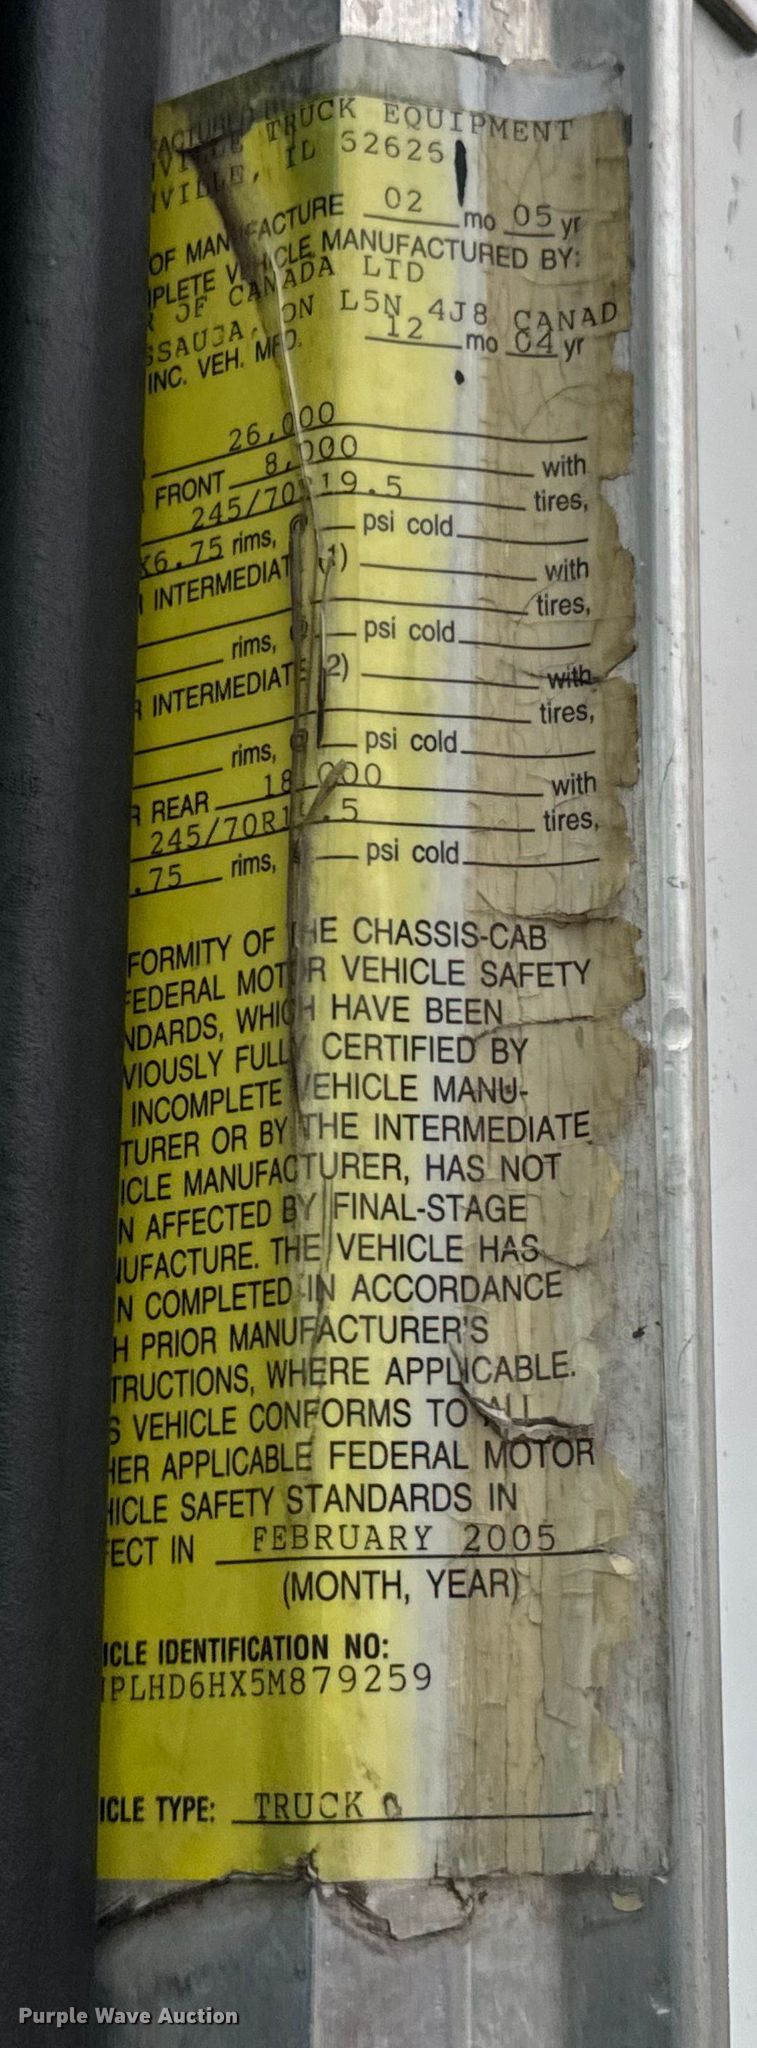 TRUCK EQUIPMENT
IL 52625
OF MANUFACTURE 02 mo 05 yr
VEHICLE MANUFACTURED BY:
OF CANADA LTD
ON L5N 4J8 CANAD
INC. VEH. MFD. 12 mo 04 yr
26,000
FRONT 8,000 with
245/70R19.5 tires,
X6.75 rims, @ psi cold
INTERMEDIATE (1) with
tires,
rims, @ psi cold
INTERMEDIATE (2) with
tires,
rims, @ psi cold
REAR 18,000 with
245/70R19.5 tires,
.75 rims, psi cold
FORMITY OF THE CHASSIS-CAB
FEDERAL MOTOR VEHICLE SAFETY
NDARDS, WHICH HAVE BEEN
VIOUSLY FULLY CERTIFIED BY
INCOMPLETE VEHICLE MANU-
TURER OR BY THE INTERMEDIATE
ICLE MANUFACTURER, HAS NOT
N AFFECTED BY FINAL-STAGE
UFACTURE. THE VEHICLE HAS
N COMPLETED IN ACCORDANCE
H PRIOR MANUFACTURER'S
TRUCTIONS, WHERE APPLICABLE.
S VEHICLE CONFORMS TO ALL
HER APPLICABLE FEDERAL MOTOR
HICLE SAFETY STANDARDS IN
FECT IN FEBRUARY 2005
(MONTH, YEAR)
ICLE IDENTIFICATION NO:
PLHD6HX5M879259
ICLE TYPE: TRUCK
Purple Wave Auction